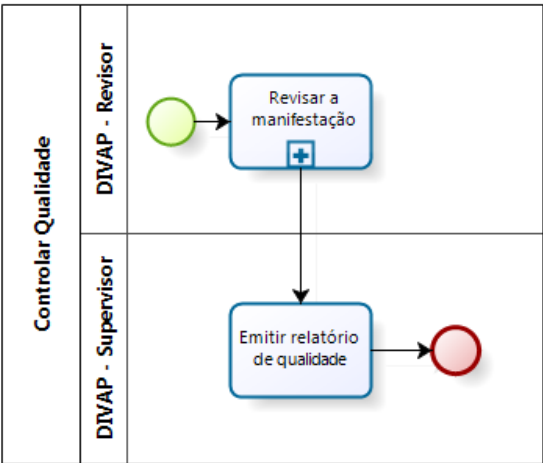 Controlar Qualidade
DIVAP - Revisor
Revisar a
manifestação
DIVAP - Supervisor
Emitir relatório
de qualidade